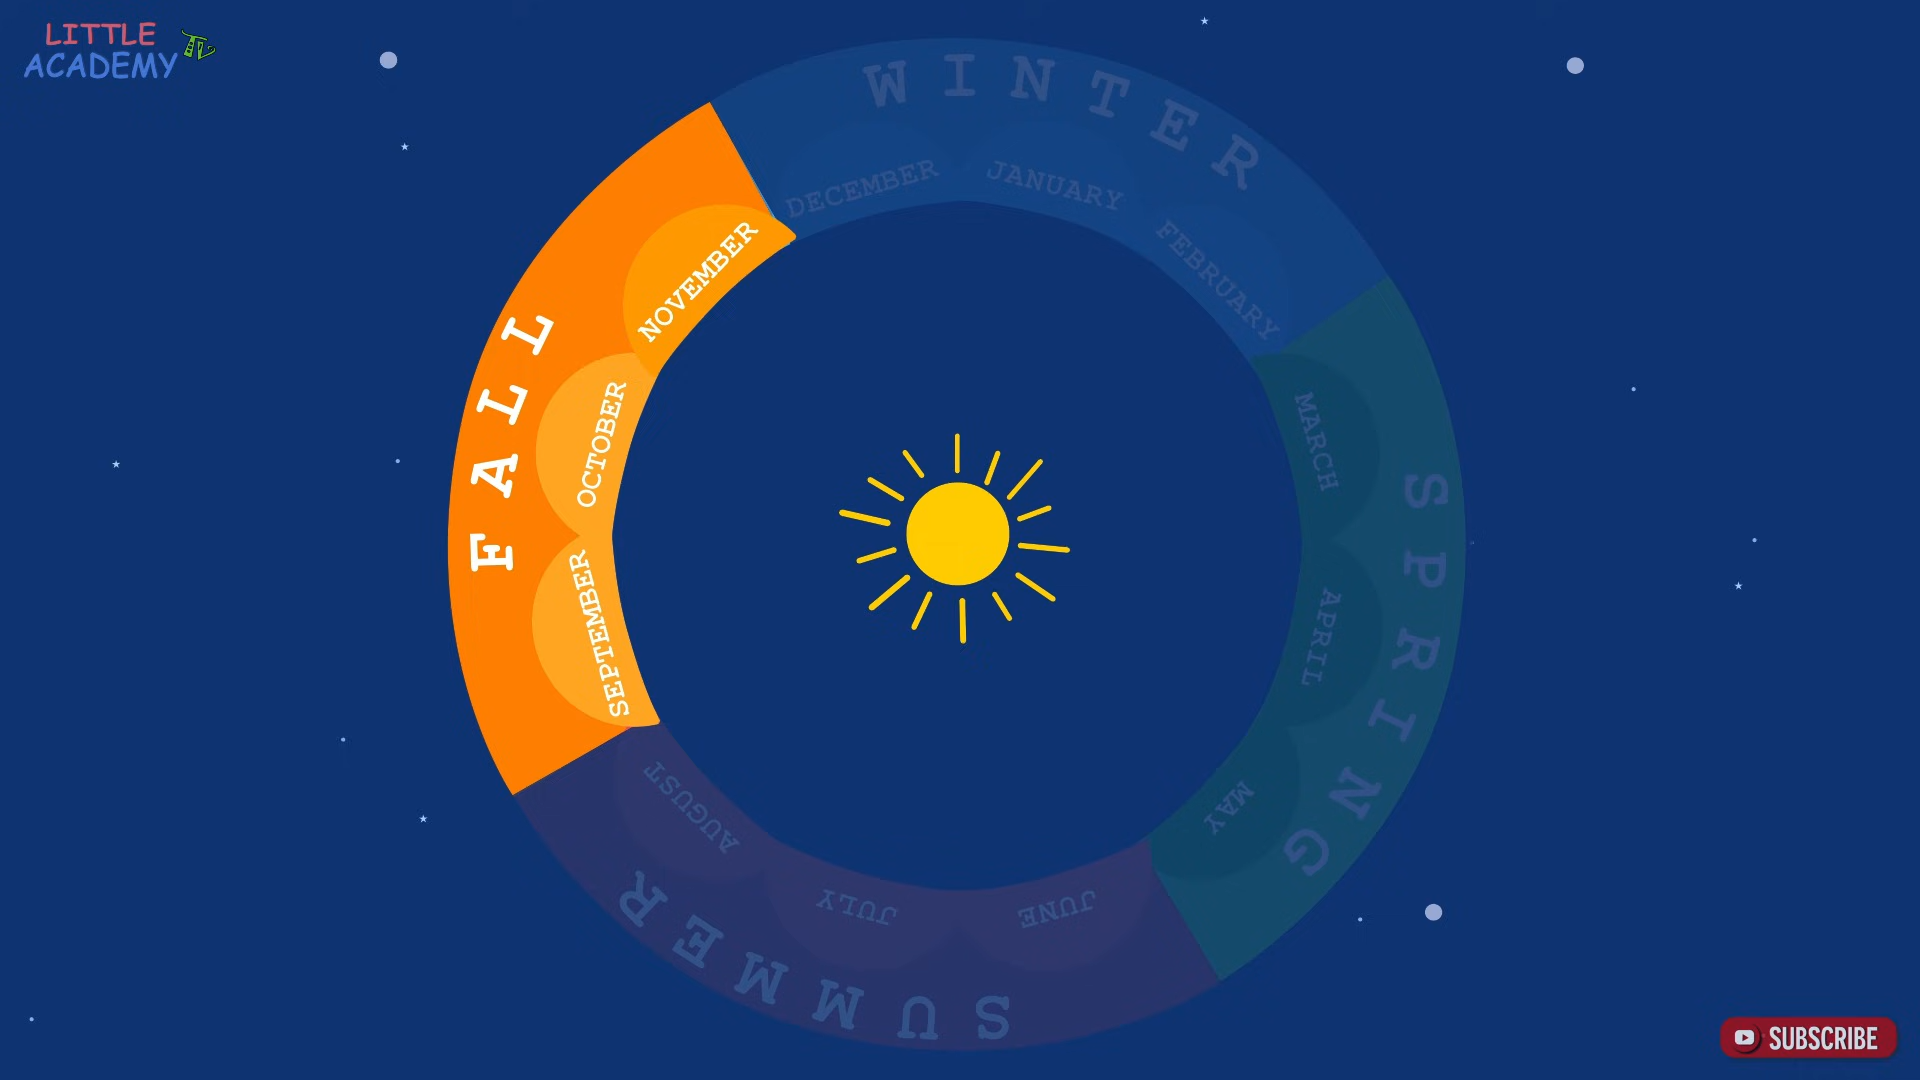 LITTLE
ACADEMY TV
WINTER
DECEMBER
JANUARY
FEBRUARY
SPRING
MARCH
APRIL
MAY
SUMMER
JUNE
JULY
AUGUST
FALL
SEPTEMBER
OCTOBER
NOVEMBER
SUBSCRIBE